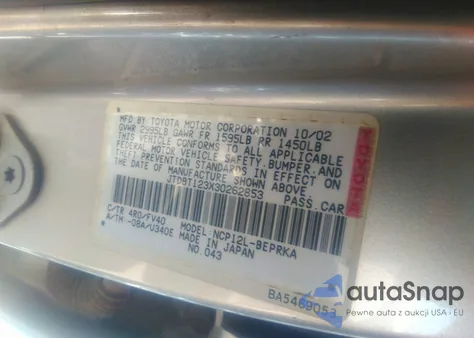 MFD BY TOYOTA MOTOR CORPORATION 10/02
GVWR 2995LB GAWR FR 1595LB RR 1450LB
THIS VEHICLE CONFORMS TO ALL APPLICABLE
FEDERAL MOTOR VEHICLE SAFETY, BUMPER, AND
THEFT PREVENTION STANDARDS IN EFFECT ON
THE DATE OF MANUFACTURE SHOWN ABOVE.
JTDBT123X30262853 PASS.CAR
C/TR 4R0/FV40 MODEL:NCP12L-BEPRKA
A/TM -08A/U340E MADE IN JAPAN
NO.043
BA5469053
autoSnap
Pewne auta z aukcji USA i EU